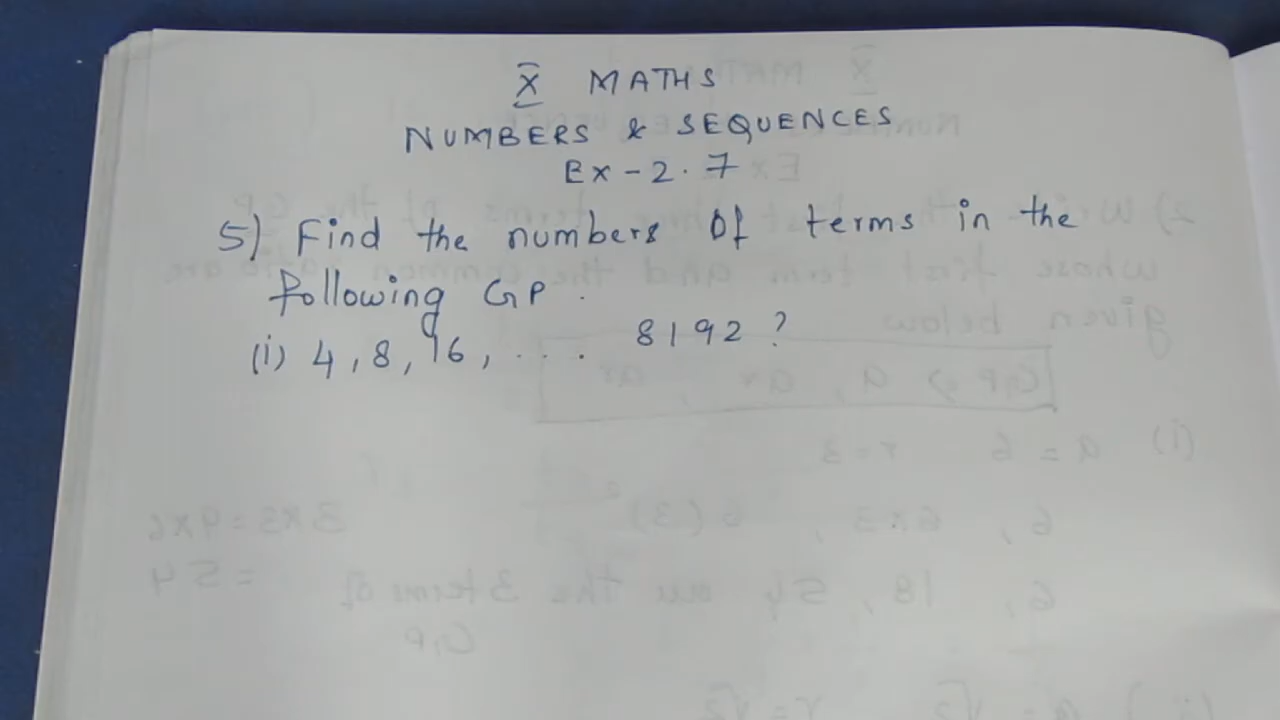 X MATHS
NUMBERS & SEQUENCES
Ex - 2.7
5) Find the numbers of terms in the
following GP.
(i) 4, 8, 16, ... 8192?